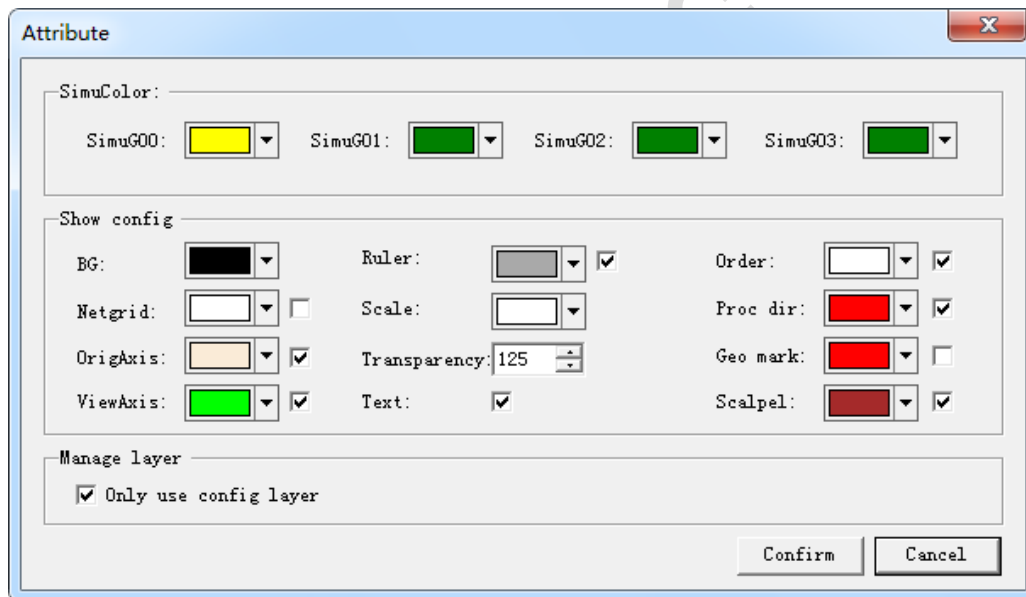 Attribute
SimuColor:
SimuG00: SimuG01: SimuG02: SimuG03:
Show config
BG: Ruler: Order:
Netgrid: Scale: Proc dir:
OrigAxis: Transparency: 125 Geo mark:
ViewAxis: Text: Scalpel:
Manage layer
Only use config layer
Confirm Cancel